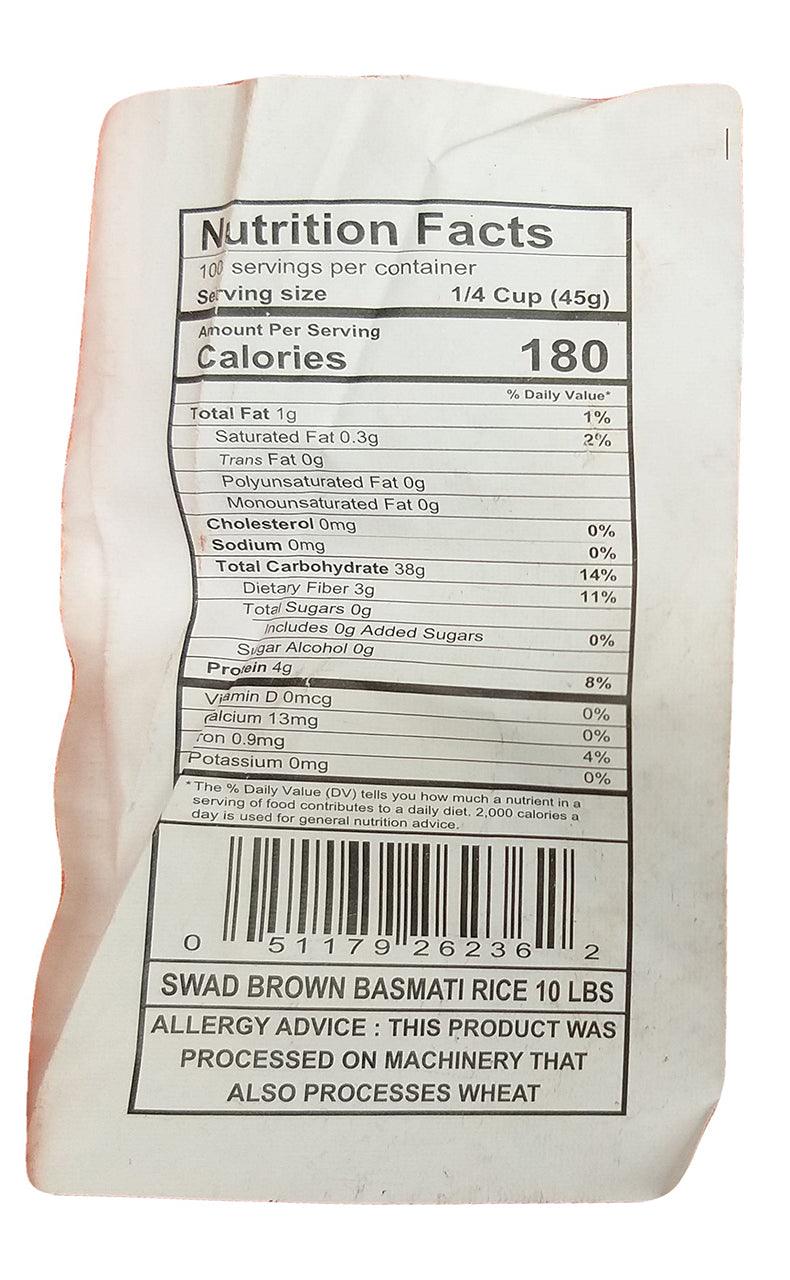 Nutrition Facts
100 servings per container
Serving size 1/4 Cup (45g)
Amount Per Serving
Calories 180
% Daily Value*
Total Fat 1g 1%
Saturated Fat 0.3g 2%
Trans Fat 0g
Polyunsaturated Fat 0g
Monounsaturated Fat 0g
Cholesterol 0mg 0%
Sodium 0mg 0%
Total Carbohydrate 38g 14%
Dietary Fiber 3g 11%
Total Sugars 0g
Includes 0g Added Sugars 0%
Sugar Alcohol 0g
Protein 4g 8%
Vitamin D 0mcg 0%
Calcium 13mg 0%
Iron 0.9mg 4%
Potassium 0mg 0%
*The % Daily Value (DV) tells you how much a nutrient in a
serving of food contributes to a daily diet. 2,000 calories a
day is used for general nutrition advice.
0 51179 26236 2
SWAD BROWN BASMATI RICE 10 LBS
ALLERGY ADVICE : THIS PRODUCT WAS
PROCESSED ON MACHINERY THAT
ALSO PROCESSES WHEAT